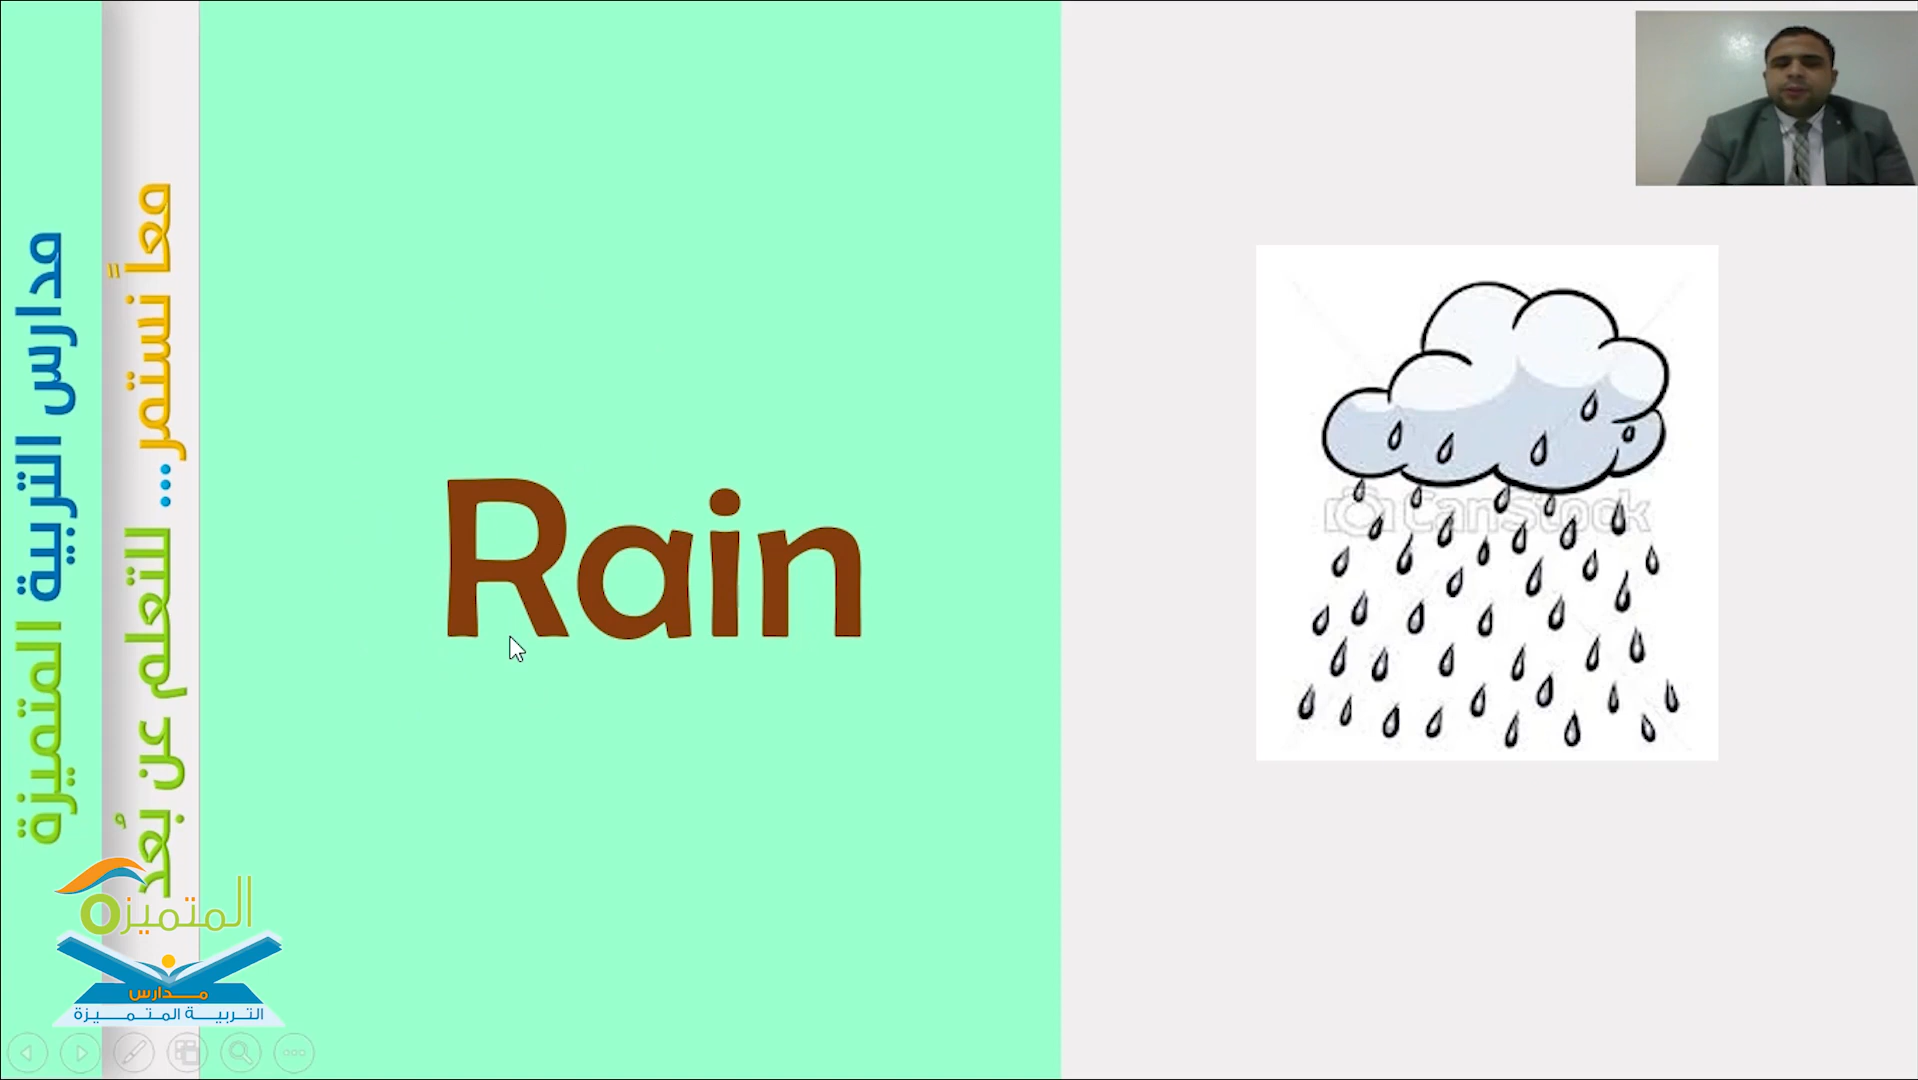 مدارس التربية المتميزة
معاً نستمر... للتعلم عن بُعد
Rain
CanStock
المتميزة
مدارس
التربية المتميزة